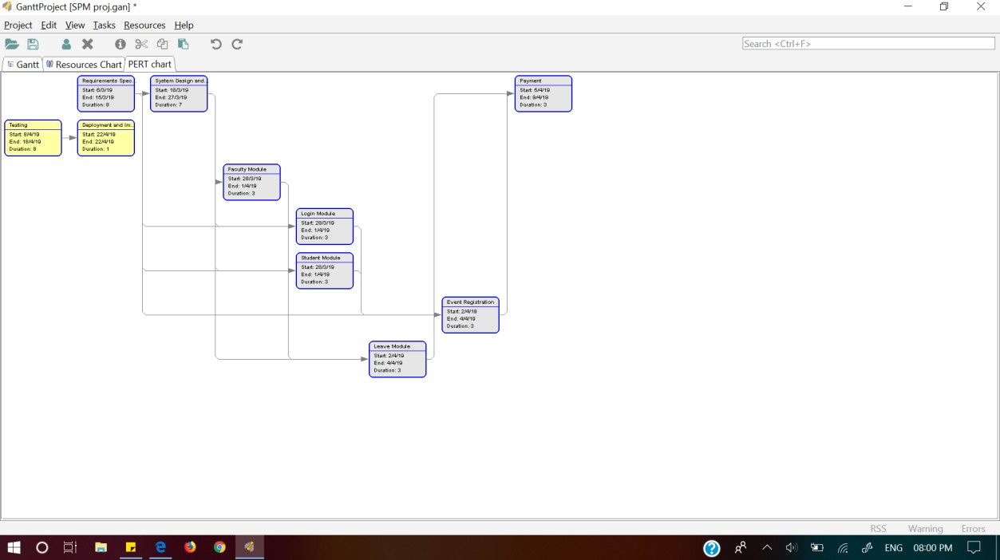 GanttProject [SPM proj.gan] *
Project Edit View Tasks Resources Help
Search <Ctrl+F>
Gantt Resources Chart PERT chart
Requirements Spec..
Start: 6/3/19
End: 15/3/19
Duration: 8
System Design and..
Start: 18/3/19
End: 27/3/19
Duration: 7
Payment
Start: 5/4/19
End: 9/4/19
Duration: 3
Testing
Start: 9/4/19
End: 18/4/19
Duration: 8
Deployment and Im..
Start: 22/4/19
End: 22/4/19
Duration: 1
Faculty Module
Start: 28/3/19
End: 1/4/19
Duration: 3
Login Module
Start: 28/3/19
End: 1/4/19
Duration: 3
Student Module
Start: 28/3/19
End: 1/4/19
Duration: 3
Event Registration
Start: 2/4/19
End: 4/4/19
Duration: 3
Leave Module
Start: 2/4/19
End: 4/4/19
Duration: 3
RSS Warning Errors
ENG 08:00 PM